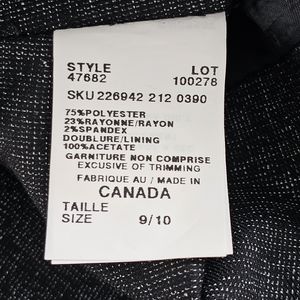 STYLE LOT
47682 100278
SKU 226942 212 0390
75%POLYESTER
23%RAYONNE/RAYON
2%SPANDEX
DOUBLURE/LINING
100%ACETATE
GARNITURE NON COMPRISE
EXCLUSIVE OF TRIMMING
FABRIQUE AU / MADE IN
CANADA
TAILLE
SIZE 9/10